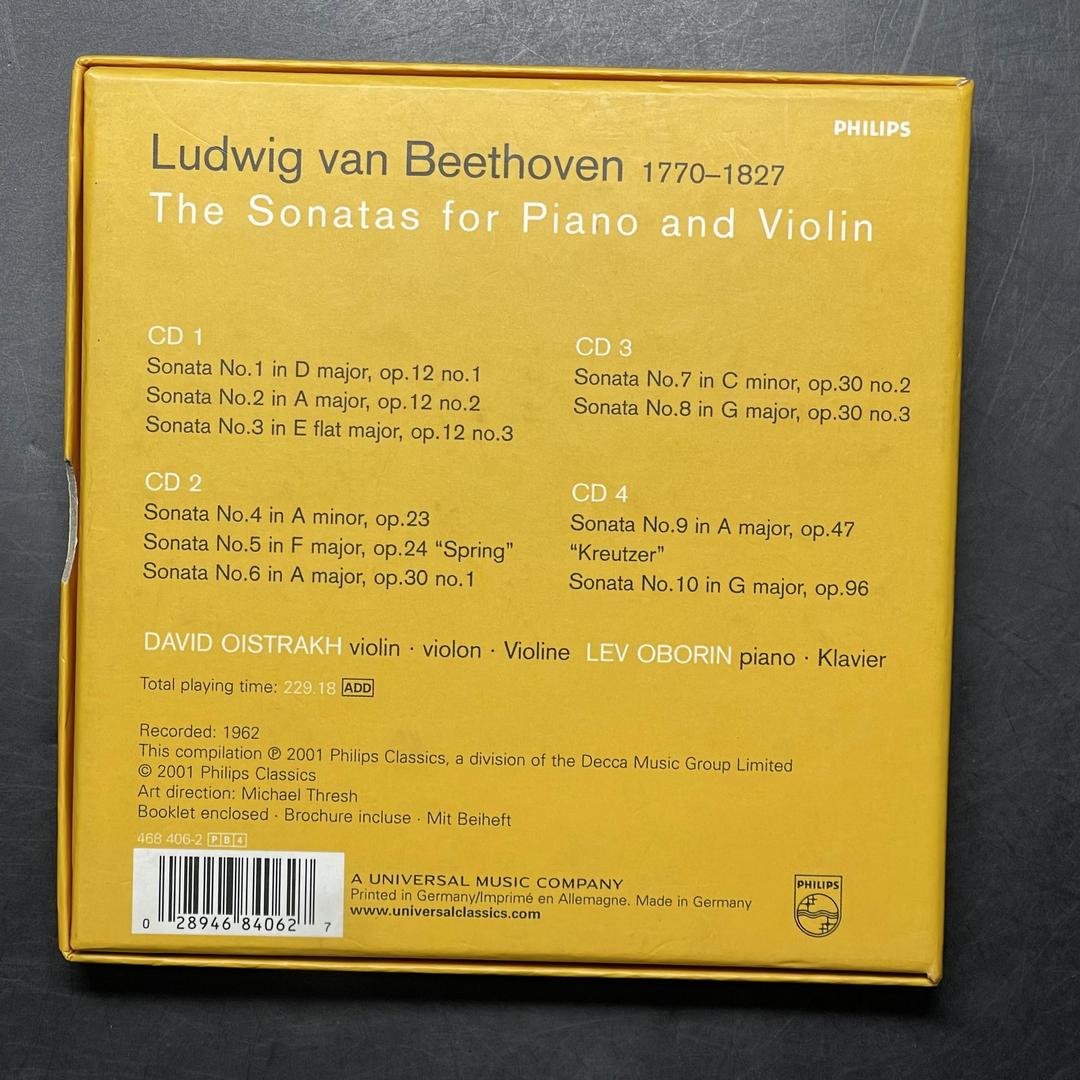 PHILIPS
Ludwig van Beethoven 1770–1827
The Sonatas for Piano and Violin
CD 1
Sonata No.1 in D major, op.12 no.1
Sonata No.2 in A major, op.12 no.2
Sonata No.3 in E flat major, op.12 no.3
CD 2
Sonata No.4 in A minor, op.23
Sonata No.5 in F major, op.24 “Spring”
Sonata No.6 in A major, op.30 no.1
CD 3
Sonata No.7 in C minor, op.30 no.2
Sonata No.8 in G major, op.30 no.3
CD 4
Sonata No.9 in A major, op.47
“Kreutzer”
Sonata No.10 in G major, op.96
DAVID OISTRAKH violin · violon · Violine LEV OBORIN piano · Klavier
Total playing time: 229.18 ADD
Recorded: 1962
This compilation ℗ 2001 Philips Classics, a division of the Decca Music Group Limited
© 2001 Philips Classics
Art direction: Michael Thresh
Booklet enclosed · Brochure incluse · Mit Beiheft
468 406-2 PB4
0 28946 84062 7
A UNIVERSAL MUSIC COMPANY
Printed in Germany/Imprimé en Allemagne. Made in Germany
www.universalclassics.com
PHILIPS